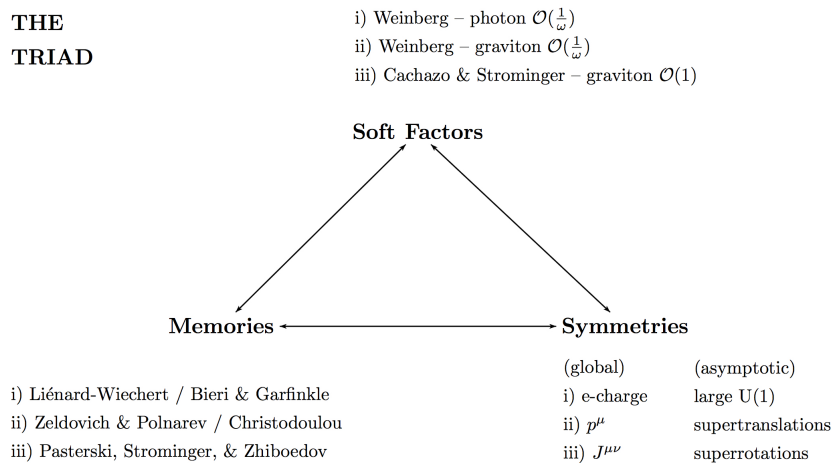 THE
TRIAD
i) Weinberg – photon 𝒪(1/ω)
ii) Weinberg – graviton 𝒪(1/ω)
iii) Cachazo & Strominger – graviton 𝒪(1)
Soft Factors
Memories
Symmetries
i) Liénard-Wiechert / Bieri & Garfinkle
ii) Zeldovich & Polnarev / Christodoulou
iii) Pasterski, Strominger, & Zhiboedov
(global) (asymptotic)
i) e-charge large U(1)
ii) p^μ supertranslations
iii) J^μν superrotations